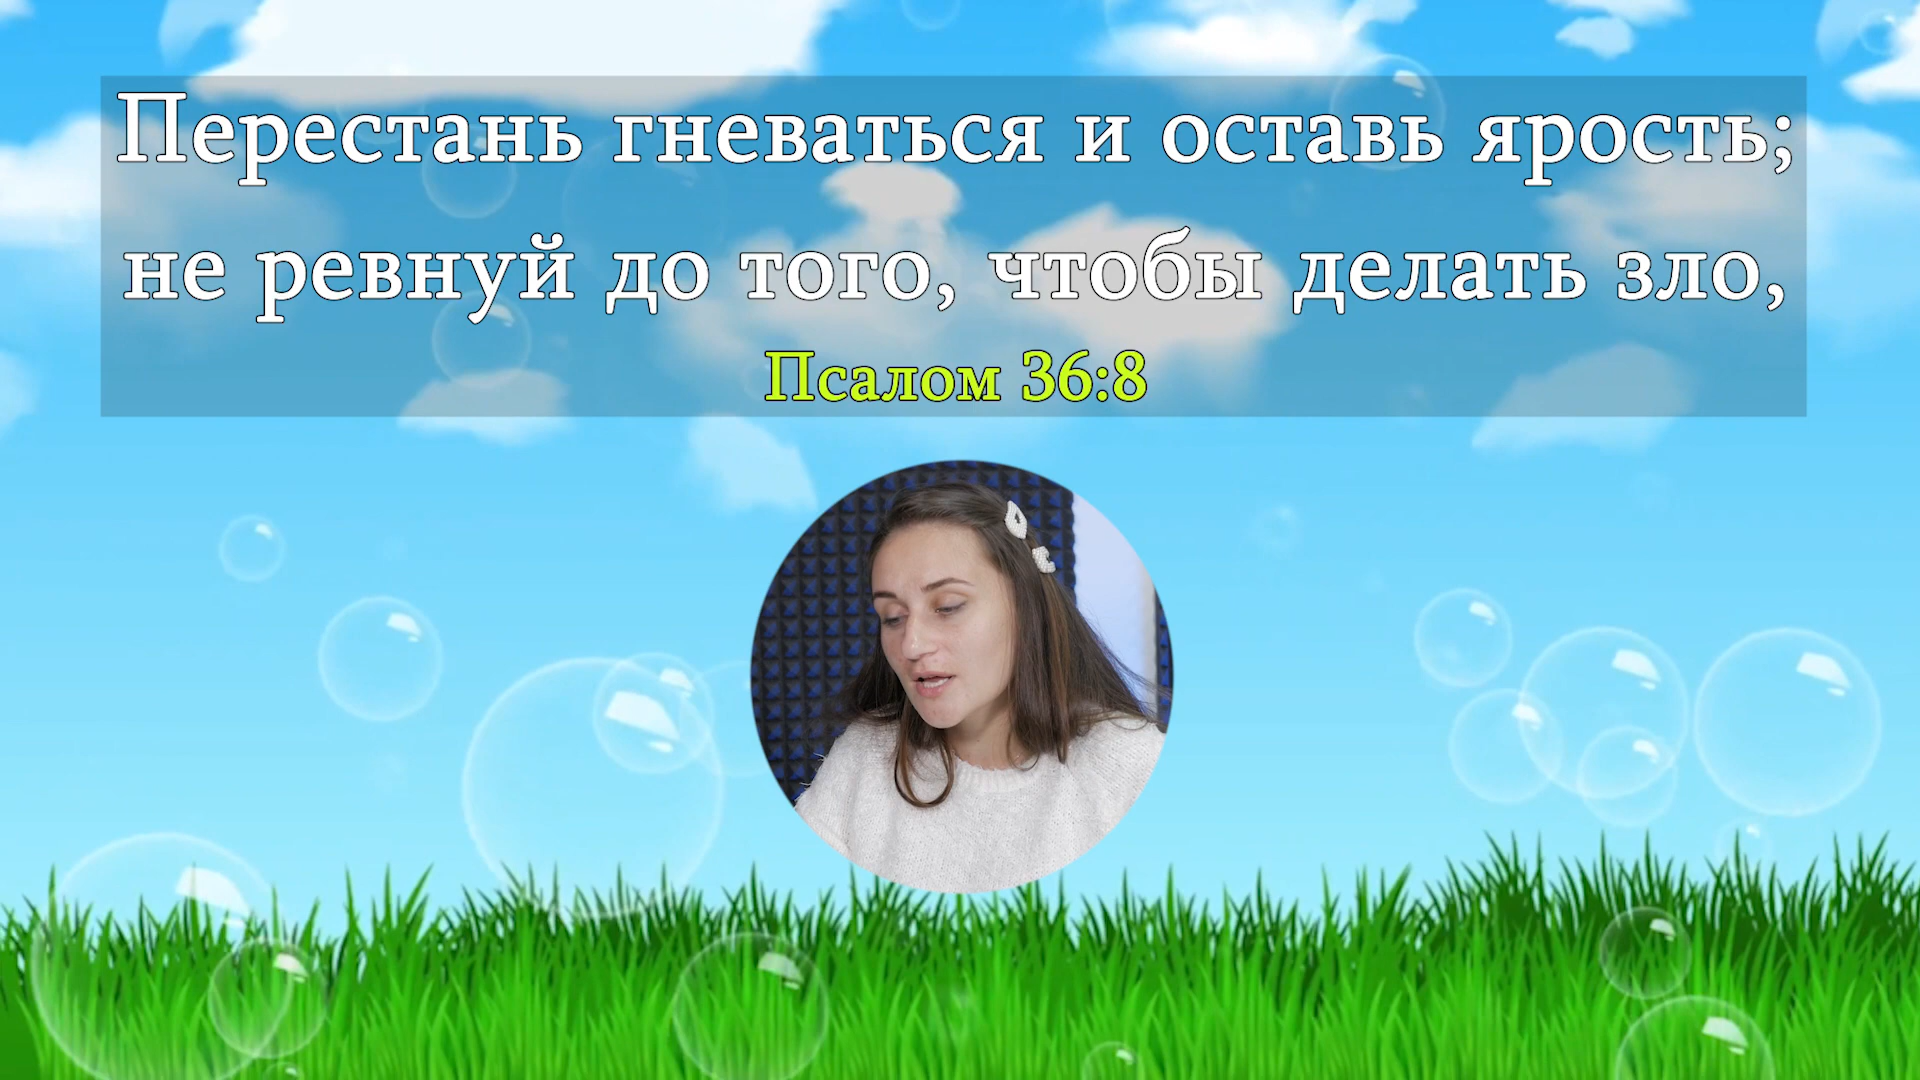 Перестань гневаться и оставь ярость;
не ревнуй до того, чтобы делать зло,
Псалом 36:8